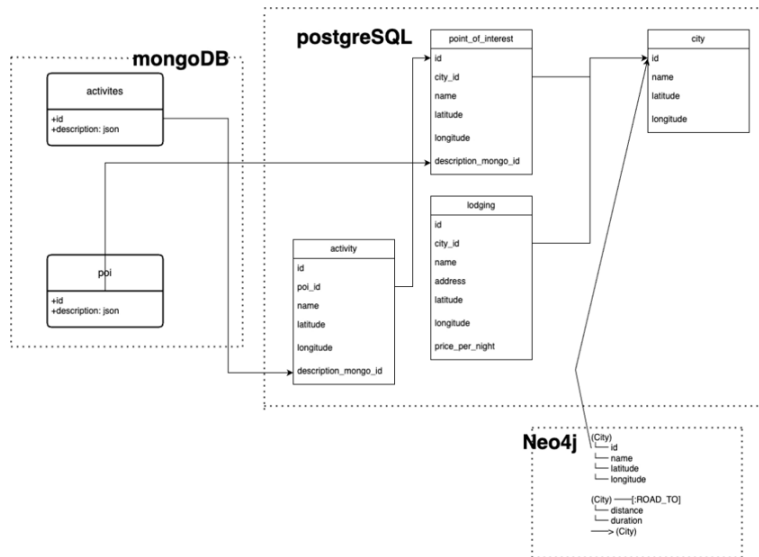 mongoDB
activites
+id
+description: json
poi
+id
+description: json
postgreSQL
point_of_interest
id
city_id
name
latitude
longitude
description_mongo_id
city
id
name
latitude
longitude
lodging
id
city_id
name
address
latitude
longitude
price_per_night
activity
id
poi_id
name
latitude
longitude
description_mongo_id
Neo4j
(City)
id
name
latitude
longitude
(City) [:ROAD_TO]
distance
duration
(City)